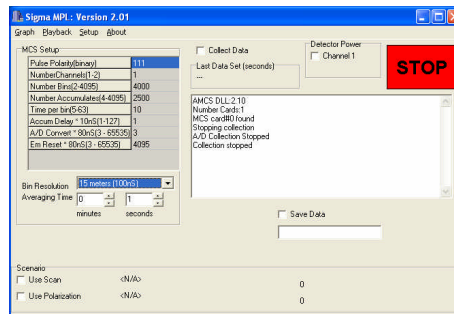 Sigma MPL: Version 2.01
Graph Playback Setup About
MCS Setup
Pulse Polarity(binary) 111
NumberChannels(1-2) 1
Number Bins(2-4095) 4000
Number Accumulates(4-4095) 2500
Time per bin(5-63) 10
Accum Delay * 10nS(1-127) 1
A/D Convert * 80nS(3 - 65535) 3
Em Reset * 80nS(3 - 65535) 4095
Bin Resolution 15 meters (100nS)
Averaging Time 0 1
minutes seconds
Collect Data
Last Data Set (seconds)
...
Detector Power
Channel 1
STOP
AMCS DLL:2.10
Number Cards:1
MCS card#0 found
Stopping collection
A/D Collection Stopped
Collection stopped
Save Data
Scenario
Use Scan <N/A> 0
Use Polarization <N/A> 0